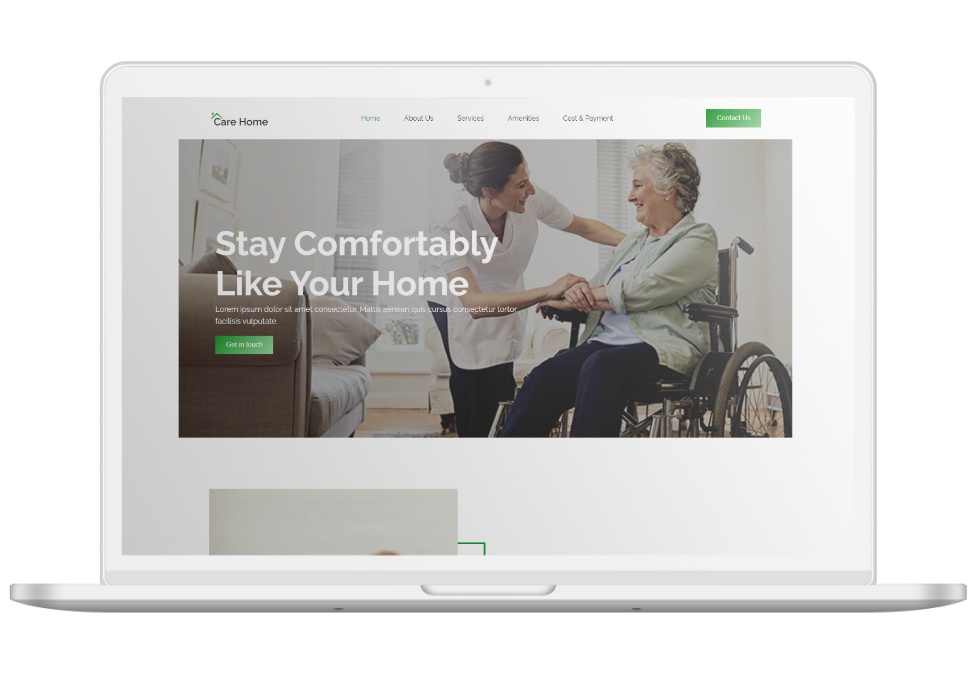 Care Home
Home
About Us
Services
Amenities
Cost & Payment
Contact Us
Stay Comfortably
Like Your Home
Lorem ipsum dolor sit amet consectetur. Mattis aenean quis cursus consectetur tortor
facilisis vulputate.
Get in touch